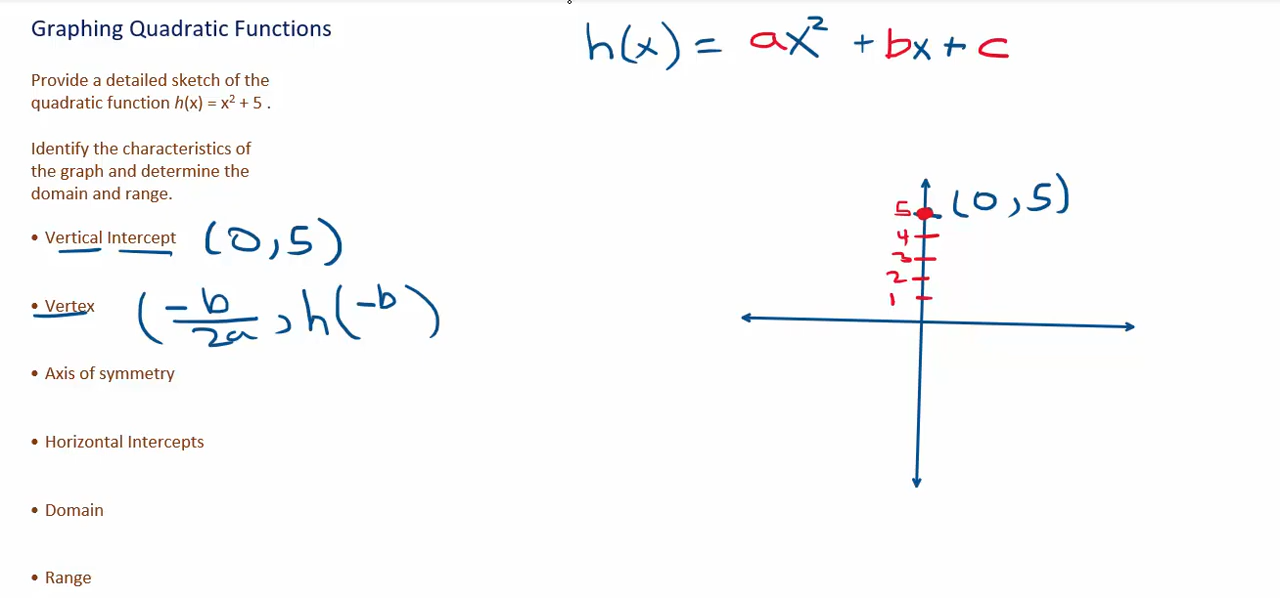 Graphing Quadratic Functions
h(x) = ax² + bx + c
Provide a detailed sketch of the
quadratic function h(x) = x² + 5 .
Identify the characteristics of
the graph and determine the
domain and range.
• Vertical Intercept (0,5)
• Vertex (-b/2a, h(-b)
• Axis of symmetry
• Horizontal Intercepts
• Domain
• Range
5 (0,5)
4
3
2
1